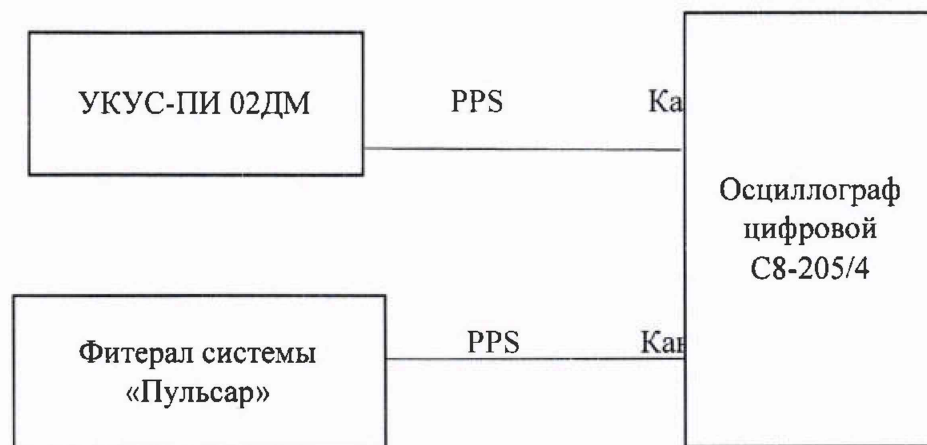 УКУС-ПИ 02ДМ
PPS
Ка
Осциллограф
цифровой
С8-205/4
Фитерал системы
«Пульсар»
PPS
Кан